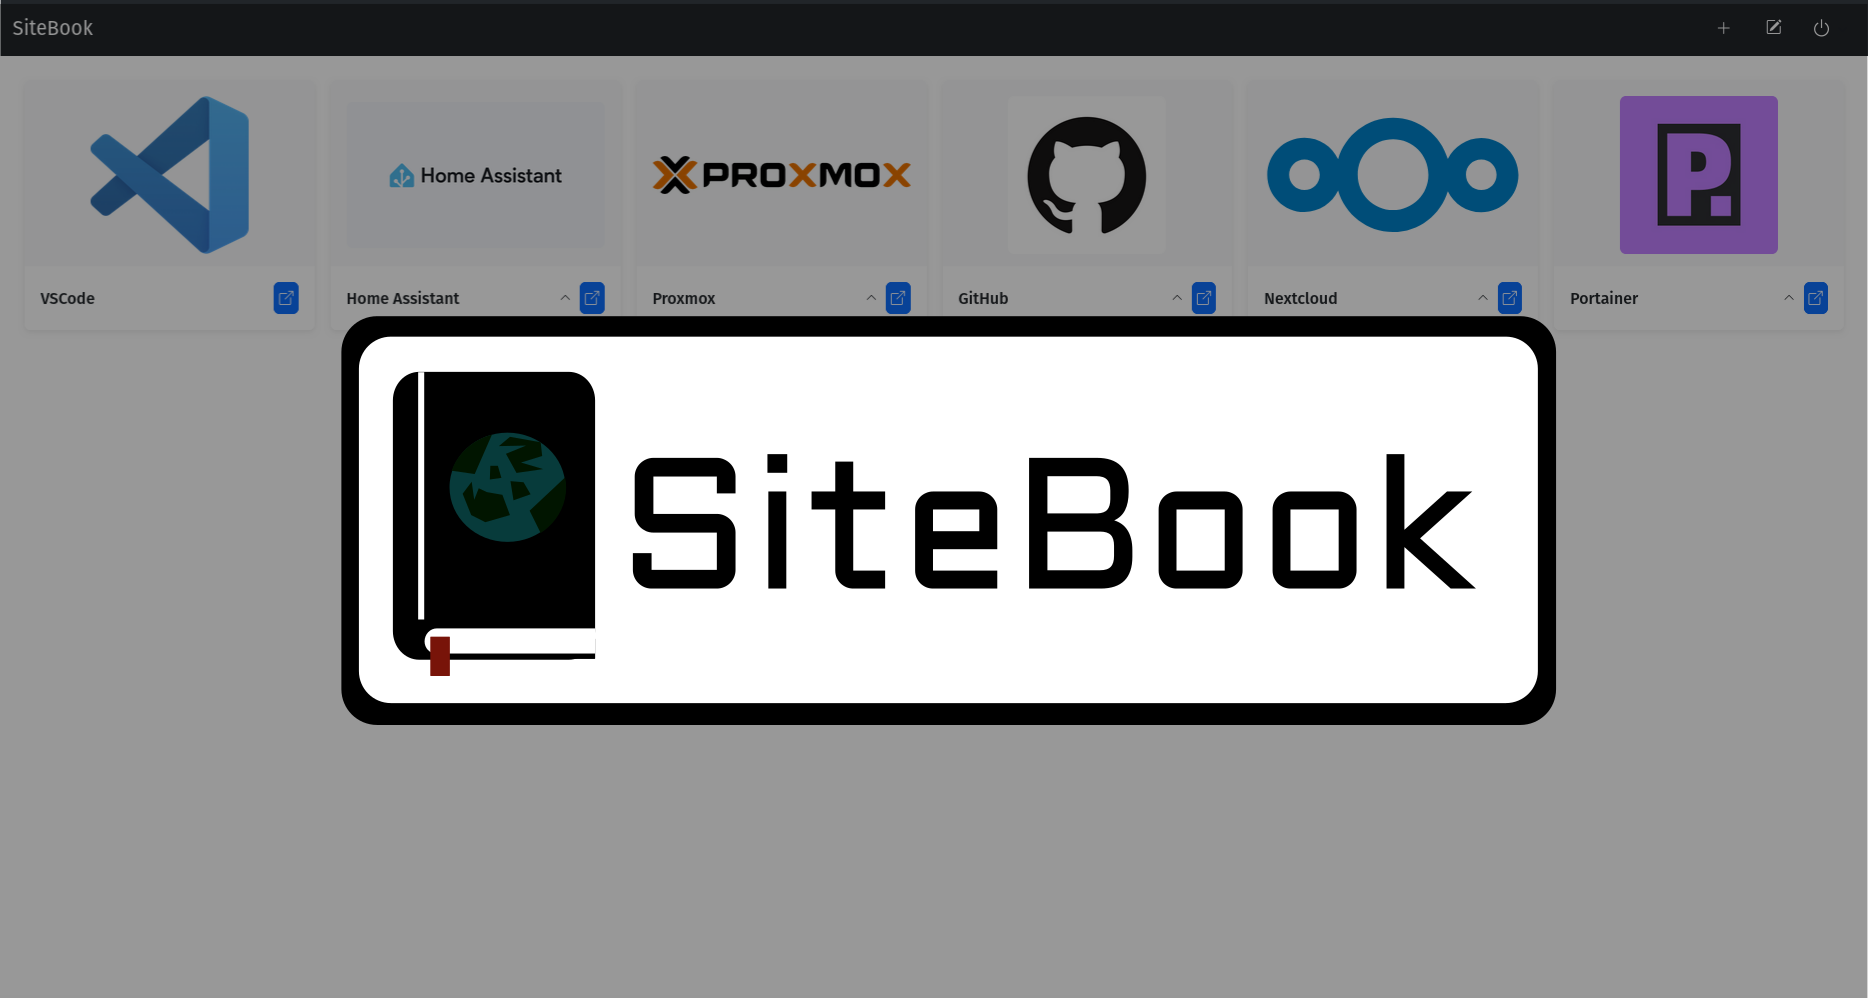 SiteBook
Home Assistant
PROXMOX
P.
VSCode
Home Assistant
Proxmox
GitHub
Nextcloud
Portainer
SiteBook